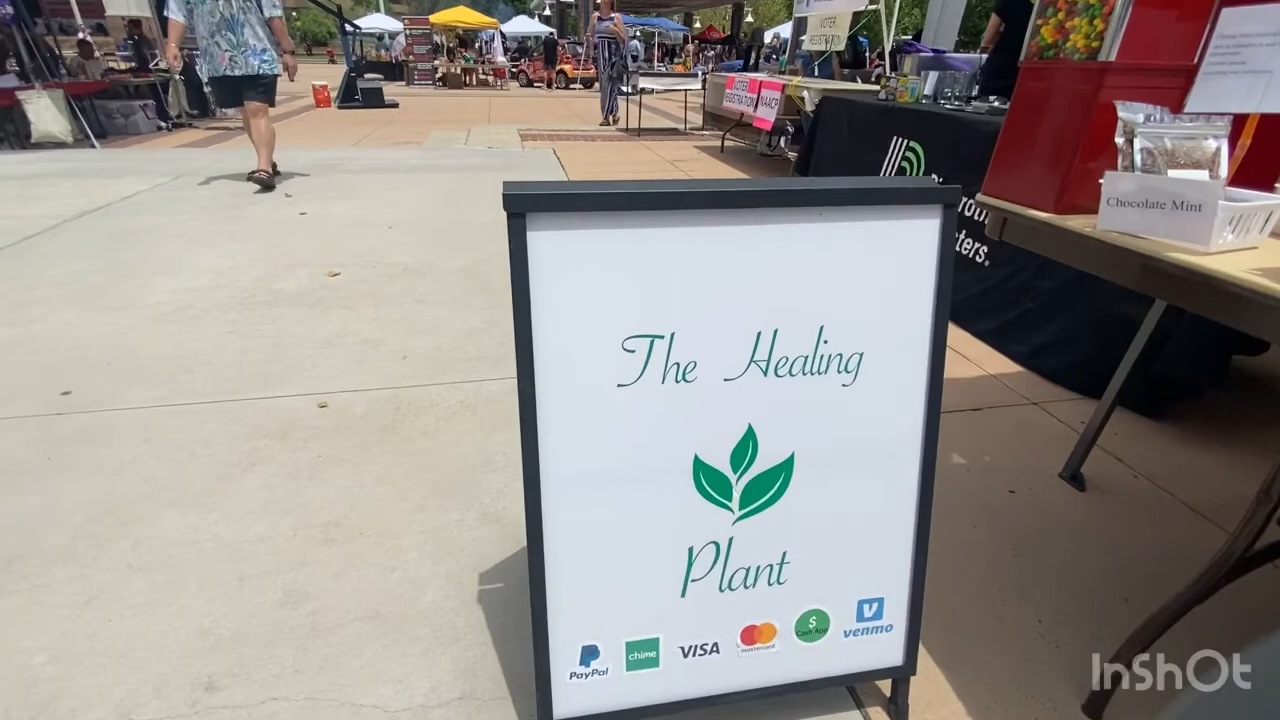 VOTER
REGISTRATION
VOTER
REGISTRATION
NAACP
Chocolate Mint
The Healing
Plant
PayPal
chime
VISA
mastercard
$
Cash App
V
venmo
InShOt